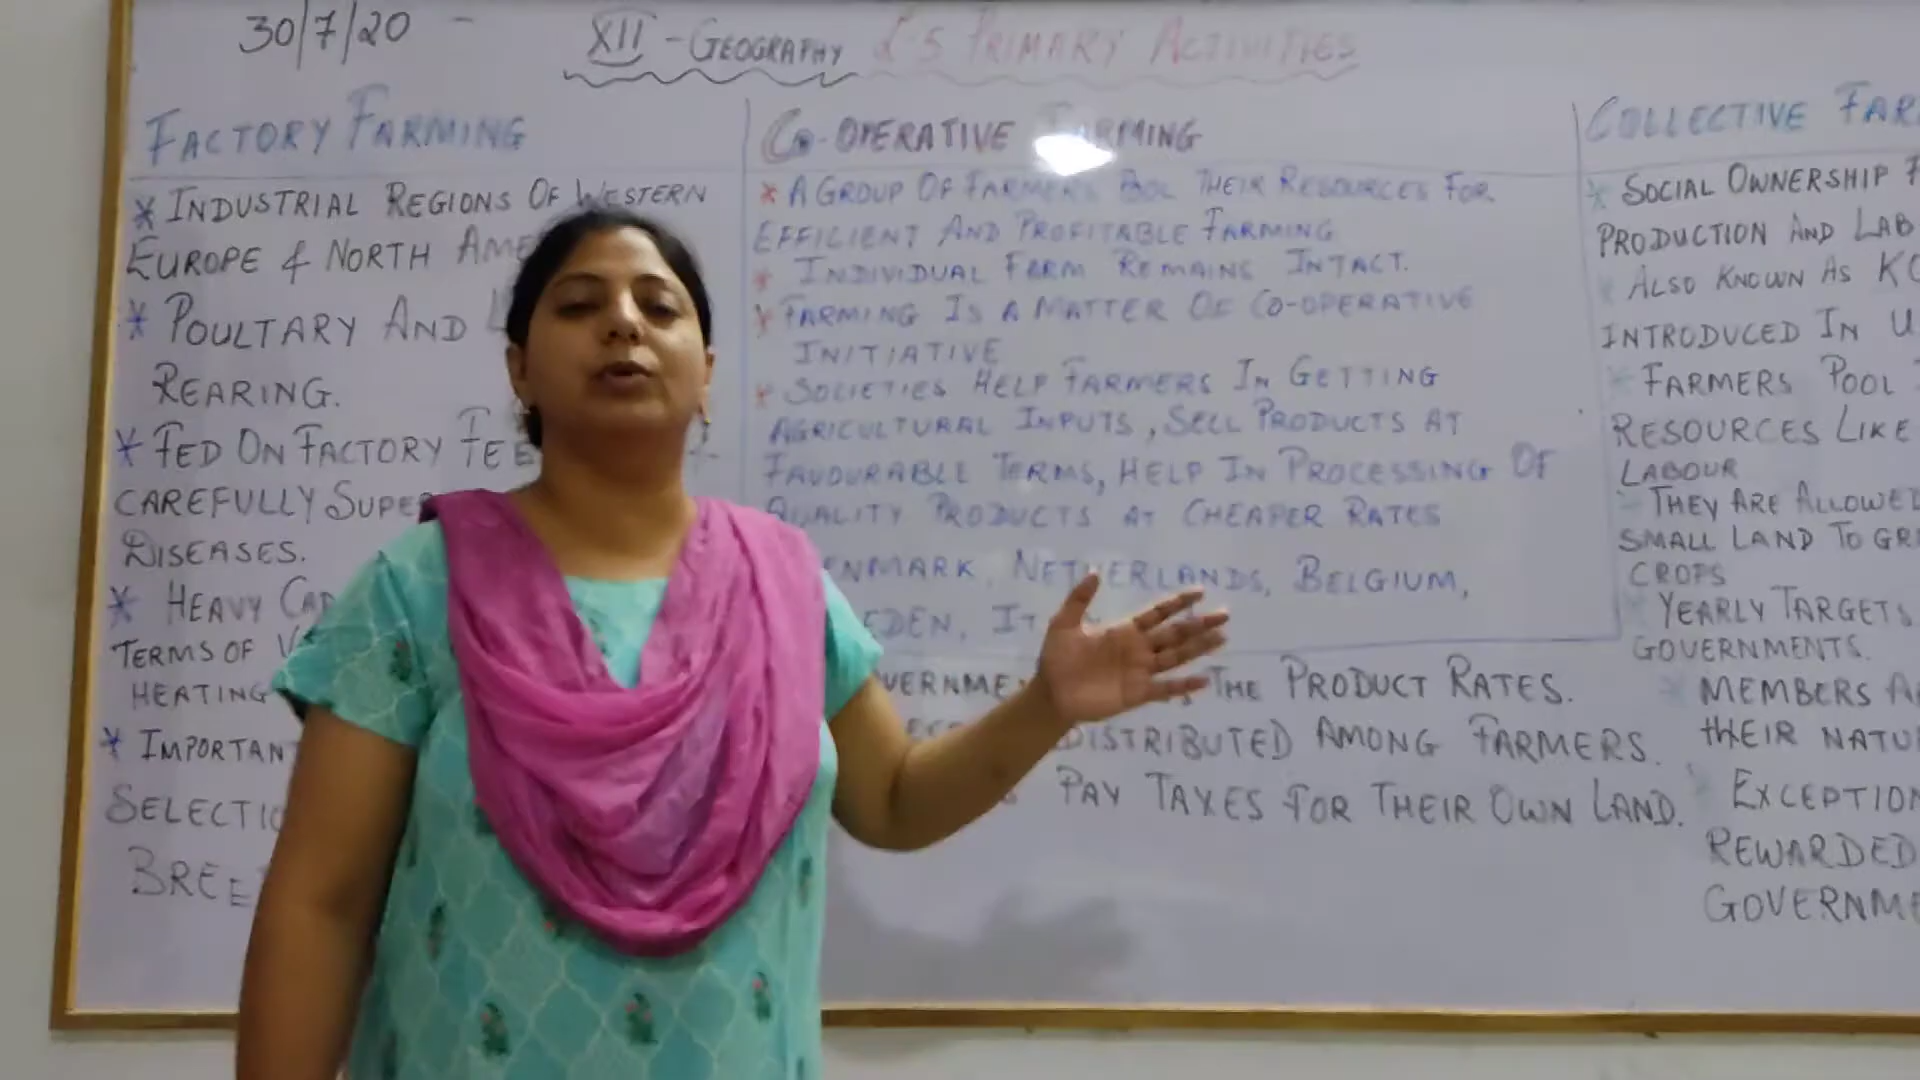 30/7/20 -
XII - GEOGRAPHY L-5 PRIMARY ACTIVITIES
FACTORY FARMING
* INDUSTRIAL REGIONS OF WESTERN
EUROPE & NORTH AME
* POULTARY AND L
REARING.
* FED ON FACTORY FEE
CAREFULLY SUPE
DISEASES.
* HEAVY CAP
TERMS OF
HEATING
* IMPORTANT
SELECTIO
BREE
CO-OPERATIVE FARMING
* A GROUP OF FARMERS POOL THEIR RESOURCES FOR
EFFICIENT AND PROFITABLE FARMING
* INDIVIDUAL FARM REMAINS INTACT.
* FARMING IS A MATTER OF CO-OPERATIVE
INITIATIVE
* SOCIETIES HELP FARMERS IN GETTING
AGRICULTURAL INPUTS, SELL PRODUCTS AT
FAVOURABLE TERMS, HELP IN PROCESSING OF
QUALITY PRODUCTS AT CHEAPER RATES
ENMARK, NETHERLANDS, BELGIUM,
EDEN, IT
VERNME THE PRODUCT RATES.
DISTRIBUTED AMONG FARMERS.
PAY TAXES FOR THEIR OWN LAND.
COLLECTIVE FAR
* SOCIAL OWNERSHIP
PRODUCTION AND LAB
* ALSO KNOWN AS KO
INTRODUCED IN U
* FARMERS POOL
RESOURCES LIKE
LABOUR
- THEY ARE ALLOWED
SMALL LAND TO GR
CROPS
* YEARLY TARGETS
GOVERNMENTS.
* MEMBERS A
THEIR NATU
EXCEPTION
REWARDED
GOVERNME